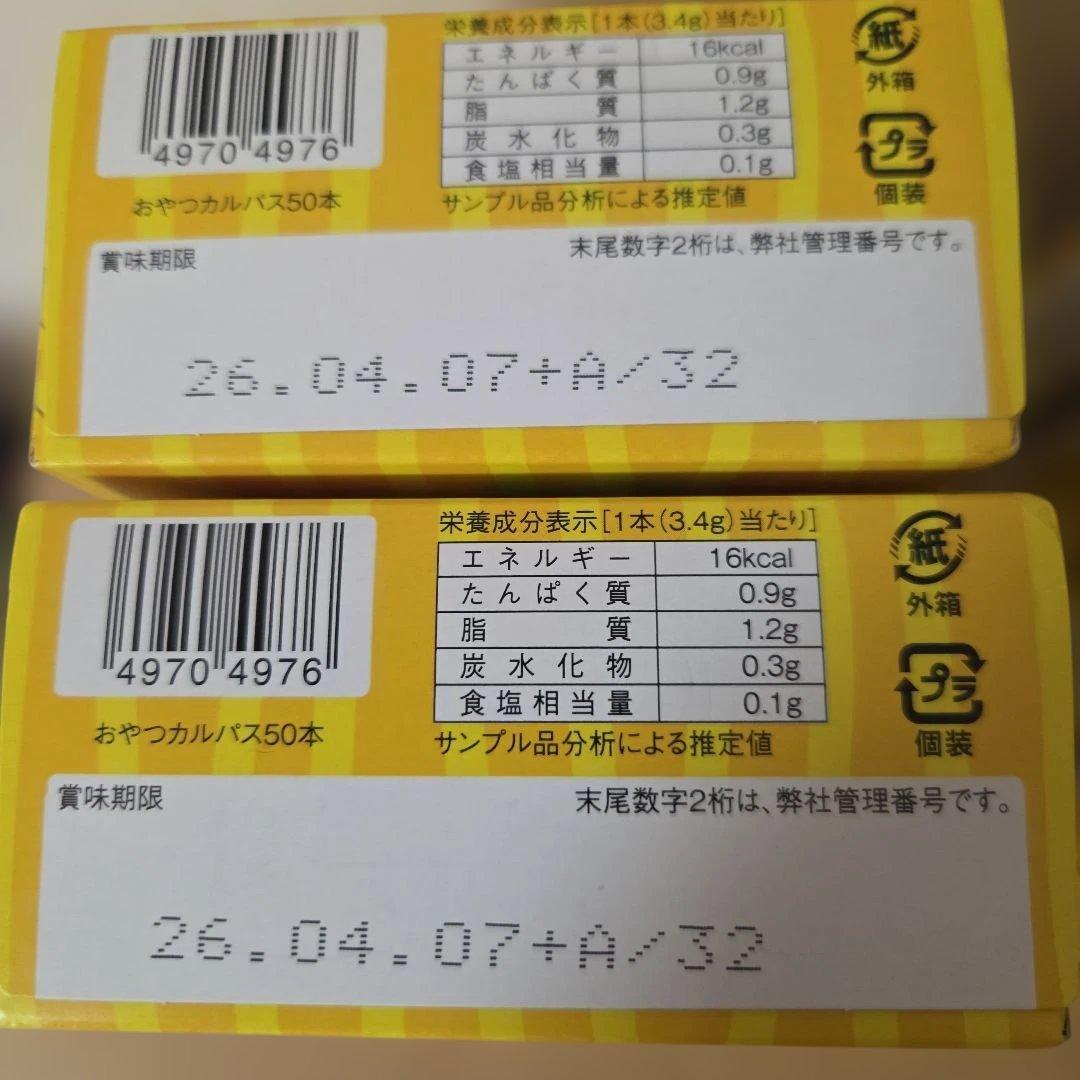 栄養成分表示[1本(3.4g)当たり]
エネルギー 16kcal
たんぱく質 0.9g
脂質 1.2g
炭水化物 0.3g
食塩相当量 0.1g
サンプル品分析による推定値
4970 4976
おやつカルパス50本
紙
外箱
プラ
個装
賞味期限
末尾数字2桁は、弊社管理番号です。
26.04.07+A/32
栄養成分表示[1本(3.4g)当たり]
エネルギー 16kcal
たんぱく質 0.9g
脂質 1.2g
炭水化物 0.3g
食塩相当量 0.1g
サンプル品分析による推定値
4970 4976
おやつカルパス50本
紙
外箱
プラ
個装
賞味期限
末尾数字2桁は、弊社管理番号です。
26.04.07+A/32